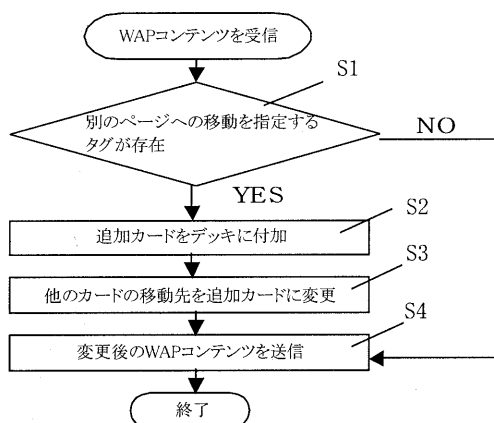 WAPコンテンツを受信
S1
別のページへの移動を指定する
タグが存在
NO
YES
S2
追加カードをデッキに付加
S3
他のカードの移動先を追加カードに変更
S4
変更後のWAPコンテンツを送信
終了